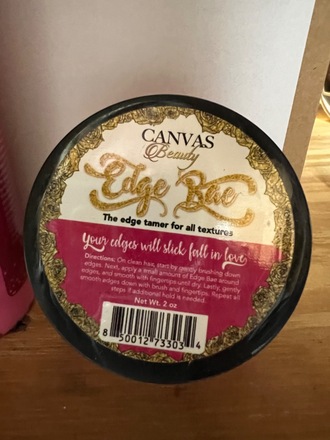 CANVAS
Beauty
Edge Bae
The edge tamer for all textures
Your edges will slick fall in love
Directions: On clean hair, start by gently brushing down
edges. Next, apply a small amount of Edge Bae around
edges, and smooth with fingertips until dry. Lastly, gently
smooth edges down with brush and fingertips. Repeat all
steps if additional hold is needed.
Net Wt. 2 oz
8 50012 73303 4